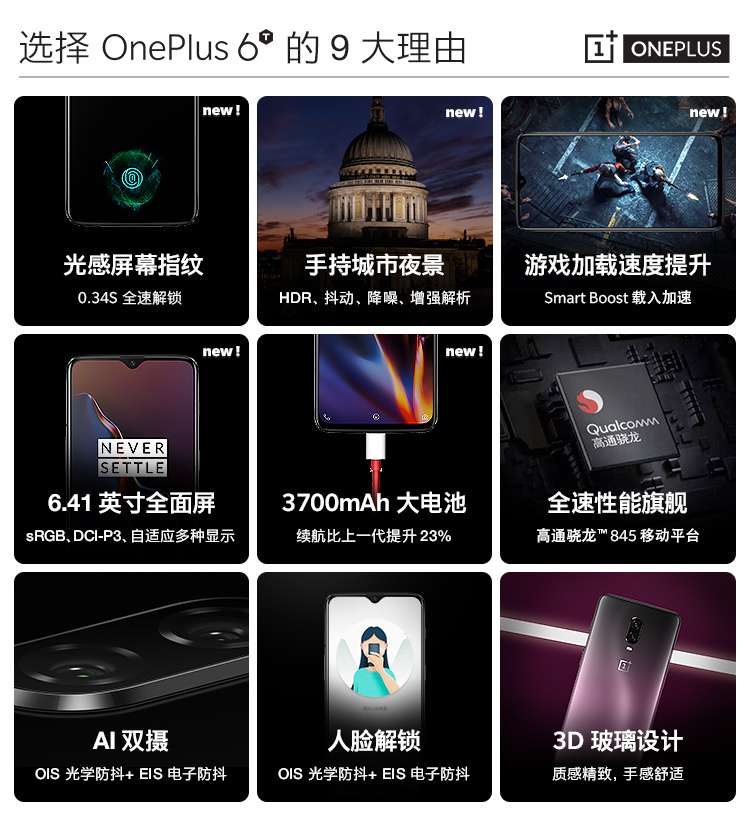 选择 OnePlus 6T 的 9 大理由
1+ ONEPLUS
new!
光感屏幕指纹
0.34S 全速解锁
new!
手持城市夜景
HDR、抖动、降噪、增强解析
new!
游戏加载速度提升
Smart Boost 载入加速
new!
NEVER
SETTLE
6.41 英寸全面屏
sRGB、DCI-P3、自适应多种显示
new!
3700mAh 大电池
续航比上一代提升 23%
Qualcomm
高通骁龙
全速性能旗舰
高通骁龙™ 845 移动平台
AI 双摄
OIS 光学防抖+ EIS 电子防抖
人脸解锁
OIS 光学防抖+ EIS 电子防抖
1+
3D 玻璃设计
质感精致，手感舒适